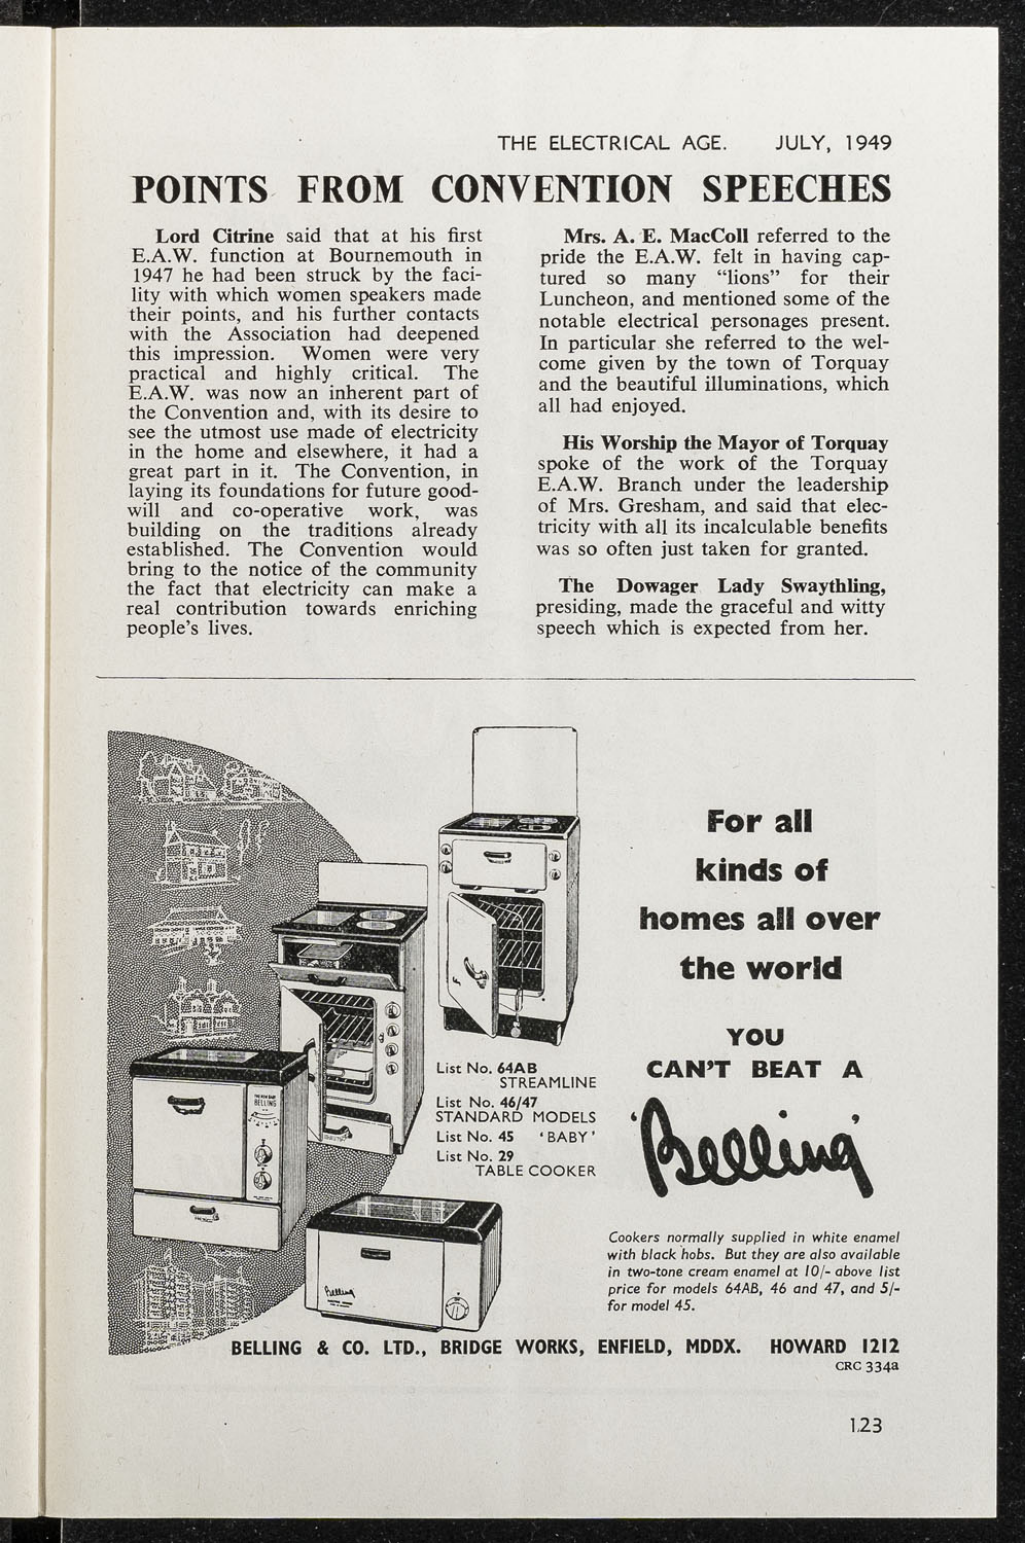 THE ELECTRICAL AGE. JULY, 1949
POINTS FROM CONVENTION SPEECHES
Lord Citrine said that at his first
E.A.W. function at Bournemouth in
1947 he had been struck by the faci-
lity with which women speakers made
their points, and his further contacts
with the Association had deepened
this impression. Women were very
practical and highly critical. The
E.A.W. was now an inherent part of
the Convention and, with its desire to
see the utmost use made of electricity
in the home and elsewhere, it had a
great part in it. The Convention, in
laying its foundations for future good-
will and co-operative work, was
building on the traditions already
established. The Convention would
bring to the notice of the community
the fact that electricity can make a
real contribution towards enriching
people's lives.
Mrs. A. E. MacColl referred to the
pride the E.A.W. felt in having cap-
tured so many "lions" for their
Luncheon, and mentioned some of the
notable electrical personages present.
In particular she referred to the wel-
come given by the town of Torquay
and the beautiful illuminations, which
all had enjoyed.
His Worship the Mayor of Torquay
spoke of the work of the Torquay
E.A.W. Branch under the leadership
of Mrs. Gresham, and said that elec-
tricity with all its incalculable benefits
was so often just taken for granted.
The Dowager Lady Swaythling,
presiding, made the graceful and witty
speech which is expected from her.
For all
kinds of
homes all over
the world
YOU
CAN'T BEAT A
'Belling'
List No. 64AB
STREAMLINE
List No. 46/47
STANDARD MODELS
List No. 45 'BABY'
List No. 29
TABLE COOKER
BELLING
Belling
Cookers normally supplied in white enamel
with black hobs. But they are also available
in two-tone cream enamel at 10/- above list
price for models 64AB, 46 and 47, and 5/-
for model 45.
BELLING & CO. LTD., BRIDGE WORKS, ENFIELD, MDDX. HOWARD 1212
CRC 334a
123